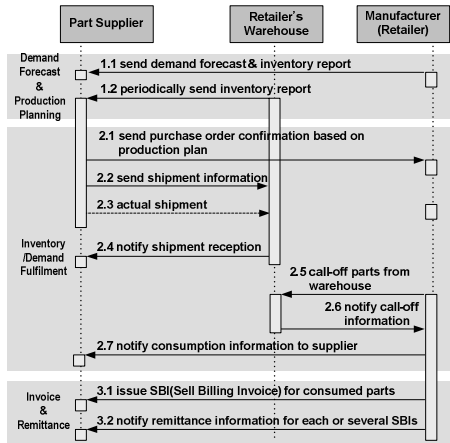 Part Supplier
Retailer's
Warehouse
Manufacturer
(Retailer)
Demand
Forecast
&
Production
Planning
1.1 send demand forecast & inventory report
1.2 periodically send inventory report
2.1 send purchase order confirmation based on
production plan
2.2 send shipment information
2.3 actual shipment
2.4 notify shipment reception
Inventory
/Demand
Fulfilment
2.5 call-off parts from
warehouse
2.6 notify call-off
information
2.7 notify consumption information to supplier
Invoice
&
Remittance
3.1 issue SBI(Sell Billing Invoice) for consumed parts
3.2 notify remittance information for each or several SBIs